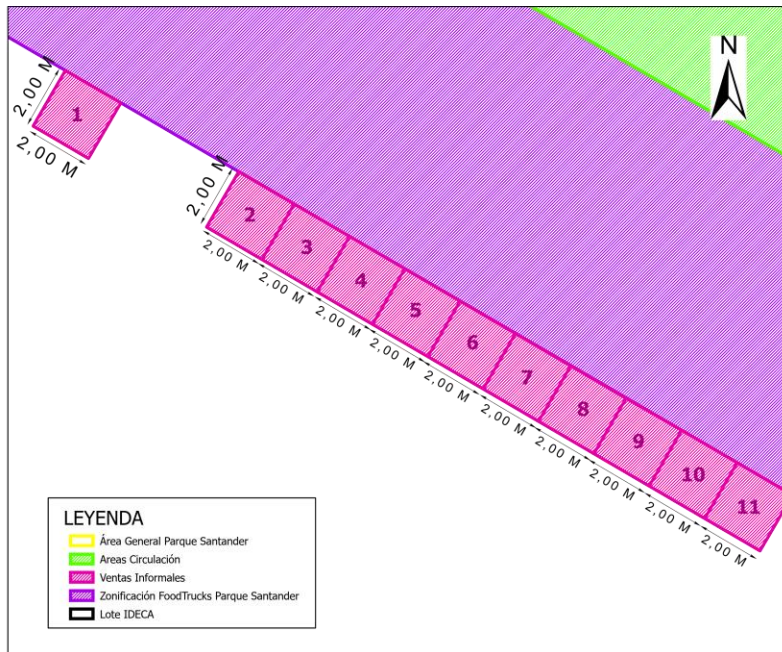 N
2,00 M
1
2,00 M
2,00 M
2
3
4
5
6
7
8
9
10
11
2,00 M
2,00 M
2,00 M
2,00 M
2,00 M
2,00 M
2,00 M
2,00 M
2,00 M
2,00 M
LEYENDA
Área General Parque Santander
Areas Circulación
Ventas Informales
Zonificación FoodTrucks Parque Santander
Lote IDECA